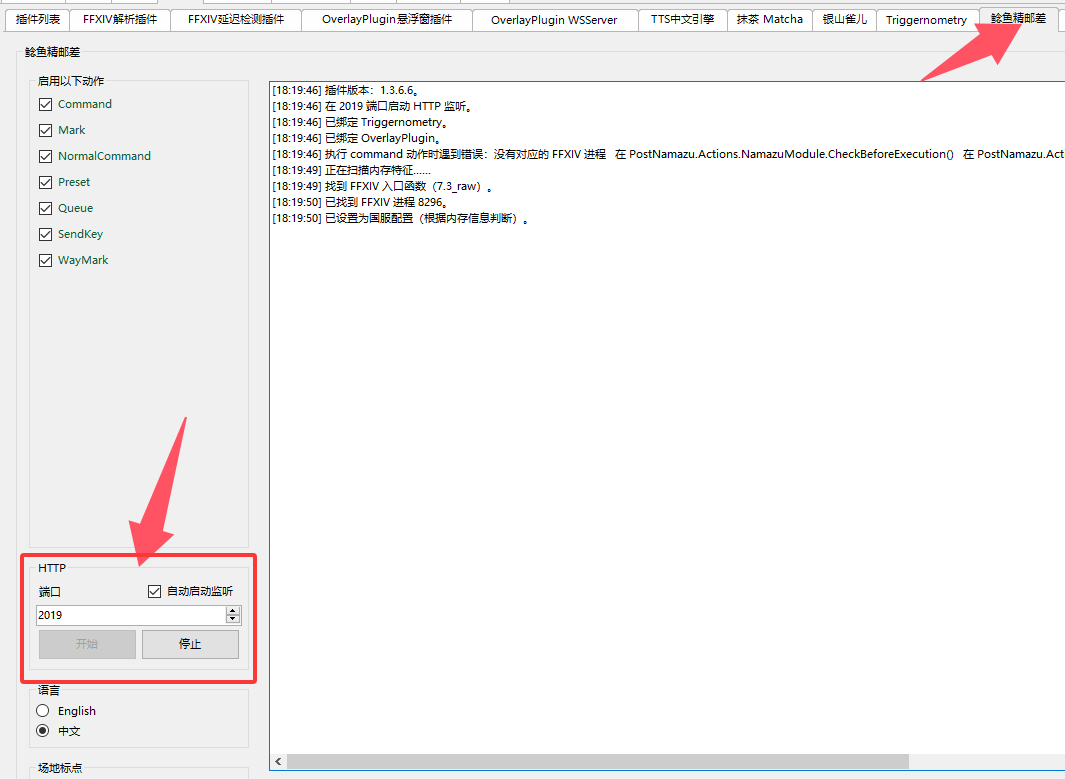 插件列表 FFXIV解析插件 FFXIV延迟检测插件 OverlayPlugin悬浮窗插件 OverlayPlugin WSServer TTS中文引擎 抹茶 Matcha 银山雀儿 Triggernometry 鲶鱼精邮差
鲶鱼精邮差
启用以下动作
Command
Mark
NormalCommand
Preset
Queue
SendKey
WayMark
[18:19:46] 插件版本：1.3.6.6。
[18:19:46] 在 2019 端口启动 HTTP 监听。
[18:19:46] 已绑定 Triggernometry。
[18:19:46] 已绑定 OverlayPlugin。
[18:19:46] 执行 command 动作时遇到错误：没有对应的 FFXIV 进程 在 PostNamazu.Actions.NamazuModule.CheckBeforeExecution() 在 PostNamazu.Act
[18:19:49] 正在扫描内存特征……
[18:19:49] 找到 FFXIV 入口函数（7.3_raw）。
[18:19:50] 已找到 FFXIV 进程 8296。
[18:19:50] 已设置为国服配置（根据内存信息判断）。
HTTP
端口 自动启动监听
2019
开始 停止
语言
English
中文
场地标点